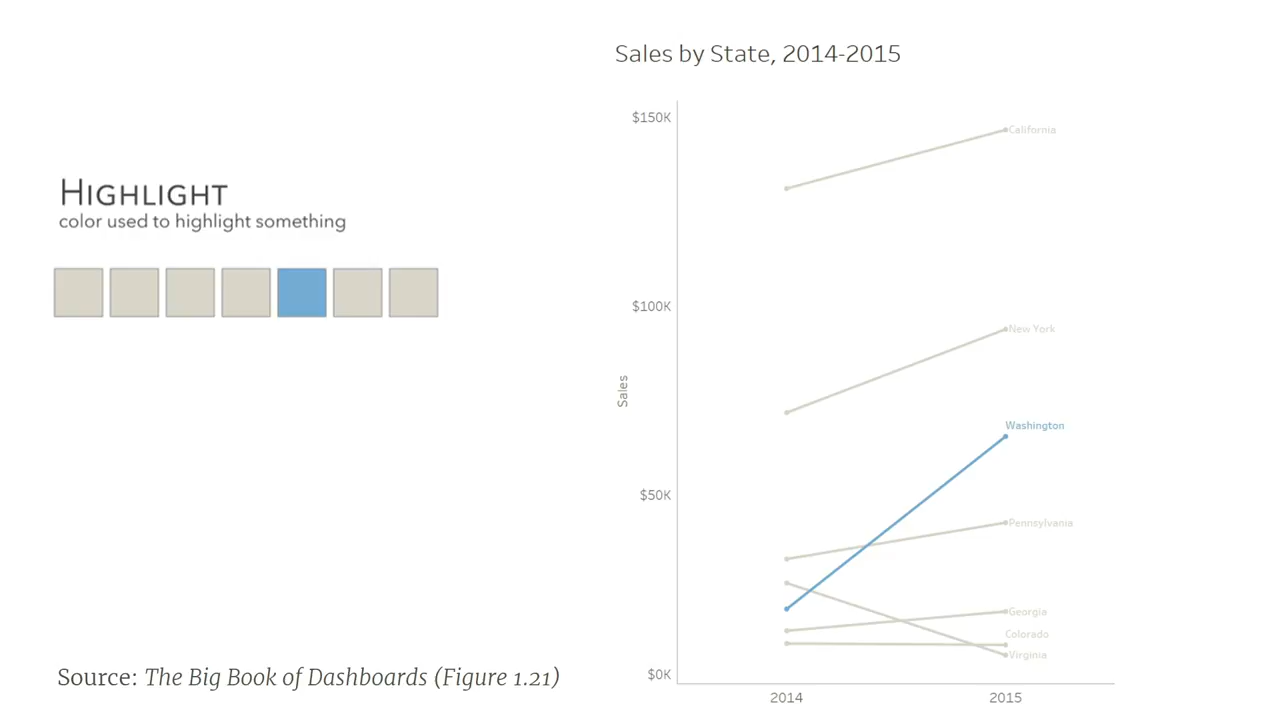 Sales by State, 2014-2015
HIGHLIGHT
color used to highlight something
$150K
$100K
$50K
$0K
Sales
California
New York
Washington
Pennsylvania
Georgia
Colorado
Virginia
2014
2015
Source: The Big Book of Dashboards (Figure 1.21)